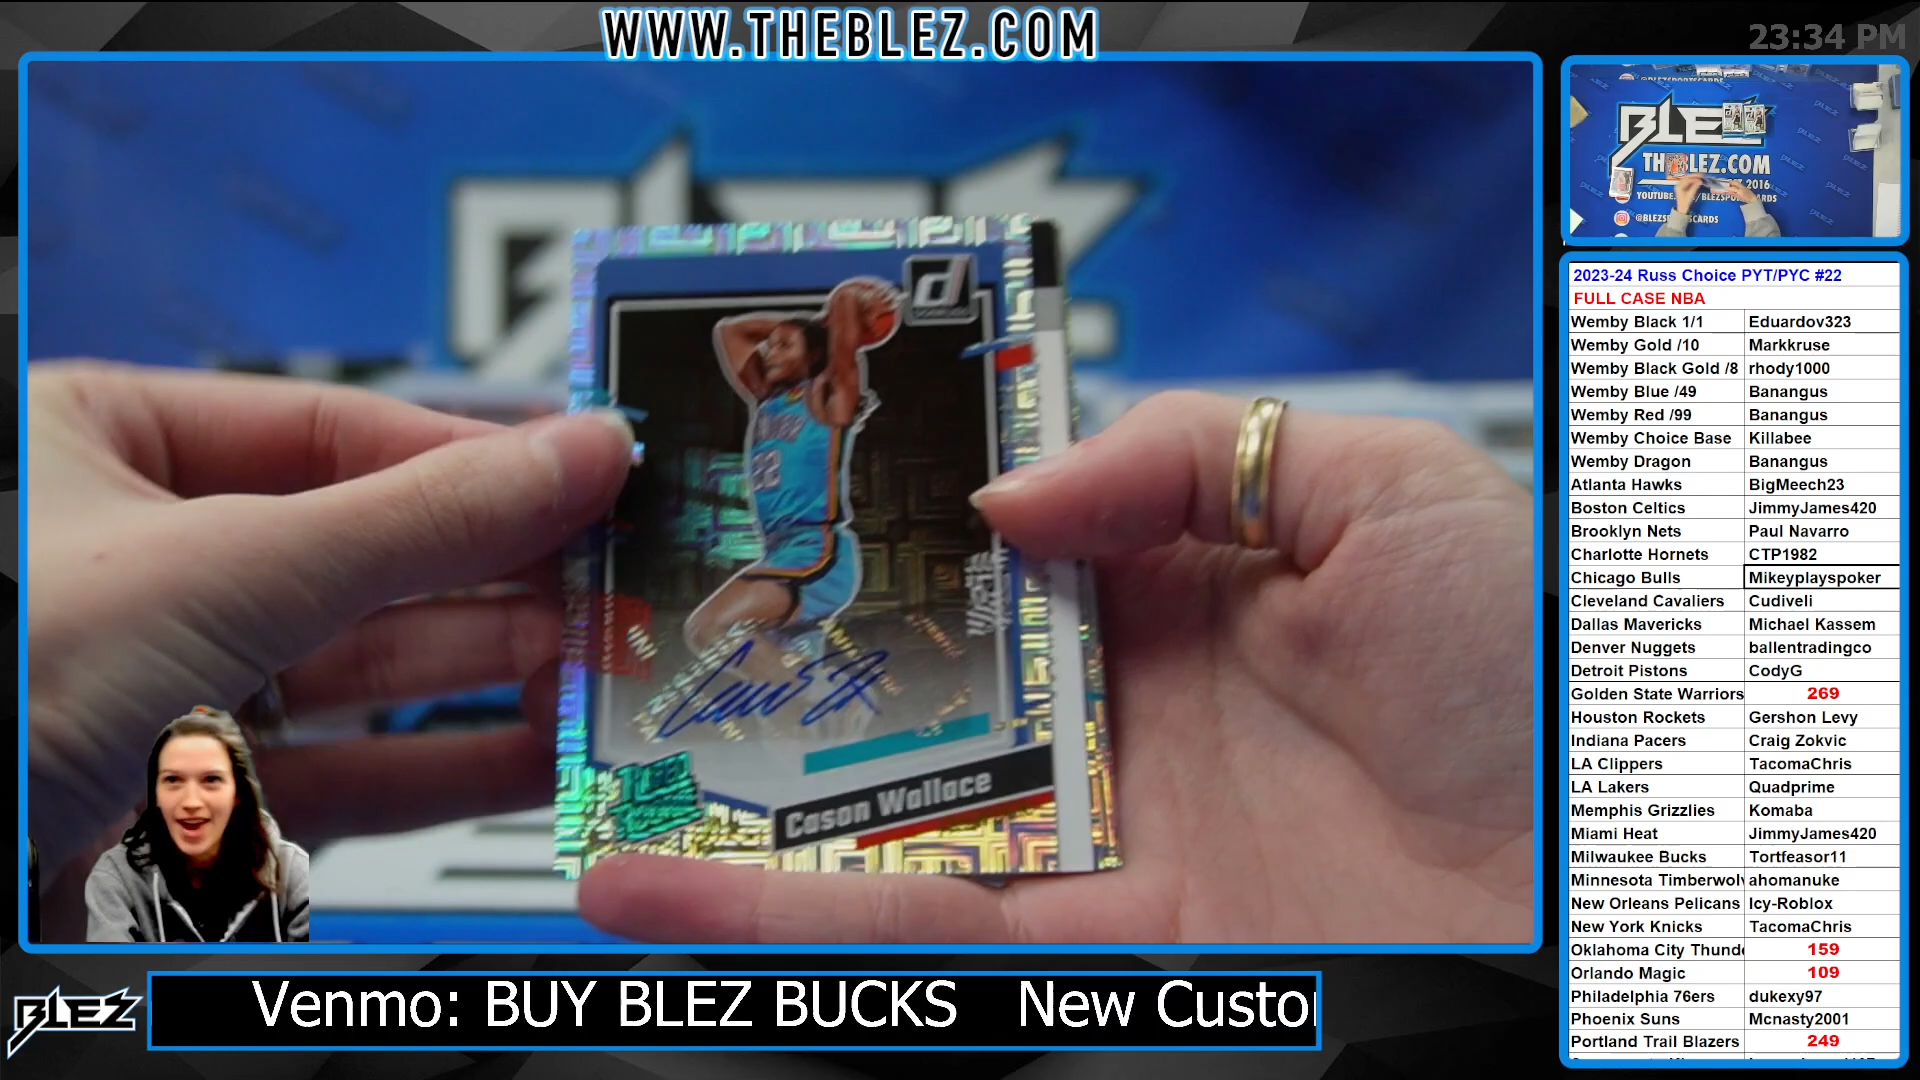 WWW.THEBLEZ.COM
23:34 PM
BLEZ
THEBLEZ.COM
2016
@BLEZSPORTSCARDS
d
22
Cason Wallace
2023-24 Russ Choice PYT/PYC #22
FULL CASE NBA
Wemby Black 1/1 Eduardov323
Wemby Gold /10 Markkruse
Wemby Black Gold /8 rhody1000
Wemby Blue /49 Banangus
Wemby Red /99 Banangus
Wemby Choice Base Killabee
Wemby Dragon Banangus
Atlanta Hawks BigMeech23
Boston Celtics JimmyJames420
Brooklyn Nets Paul Navarro
Charlotte Hornets CTP1982
Chicago Bulls Mikeyplayspoker
Cleveland Cavaliers Cudiveli
Dallas Mavericks Michael Kassem
Denver Nuggets ballentradingco
Detroit Pistons CodyG
Golden State Warriors 269
Houston Rockets Gershon Levy
Indiana Pacers Craig Zokvic
LA Clippers TacomaChris
LA Lakers Quadprime
Memphis Grizzlies Komaba
Miami Heat JimmyJames420
Milwaukee Bucks Tortfeasor11
Minnesota Timberwolv ahomanuke
New Orleans Pelicans Icy-Roblox
New York Knicks TacomaChris
Oklahoma City Thunde 159
Orlando Magic 109
Philadelphia 76ers dukexy97
Phoenix Suns Mcnasty2001
Portland Trail Blazers 249
BLEZ
Venmo: BUY BLEZ BUCKS New Custo